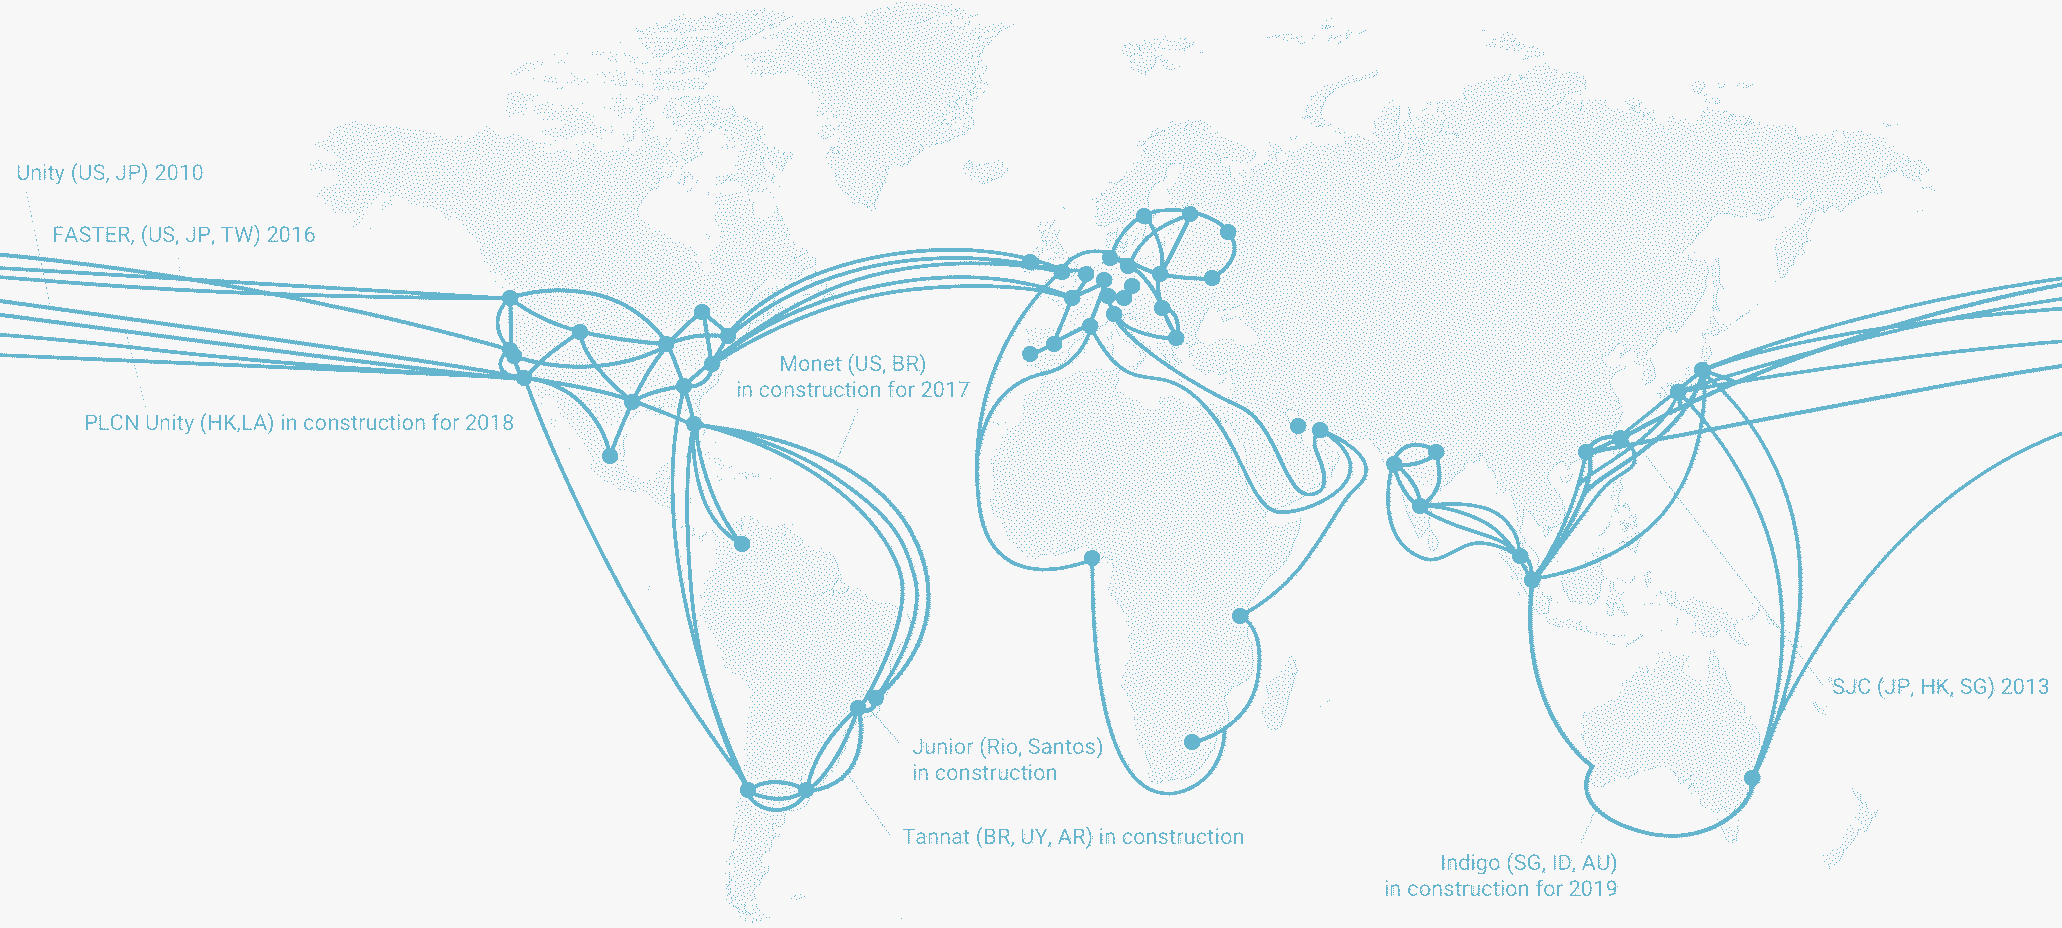 Unity (US, JP) 2010
FASTER, (US, JP, TW) 2016
Monet (US, BR)
in construction for 2017
PLCN Unity (HK,LA) in construction for 2018
SJC (JP, HK, SG) 2013
Junior (Rio, Santos)
in construction
Tannat (BR, UY, AR) in construction
Indigo (SG, ID, AU)
in construction for 2019